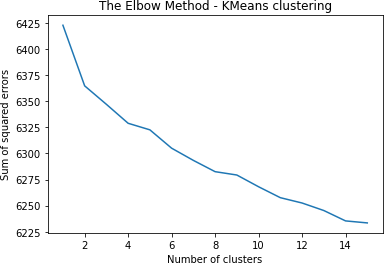 The Elbow Method - KMeans clustering
Sum of squared errors
6425
6400
6375
6350
6325
6300
6275
6250
6225
2 4 6 8 10 12 14
Number of clusters